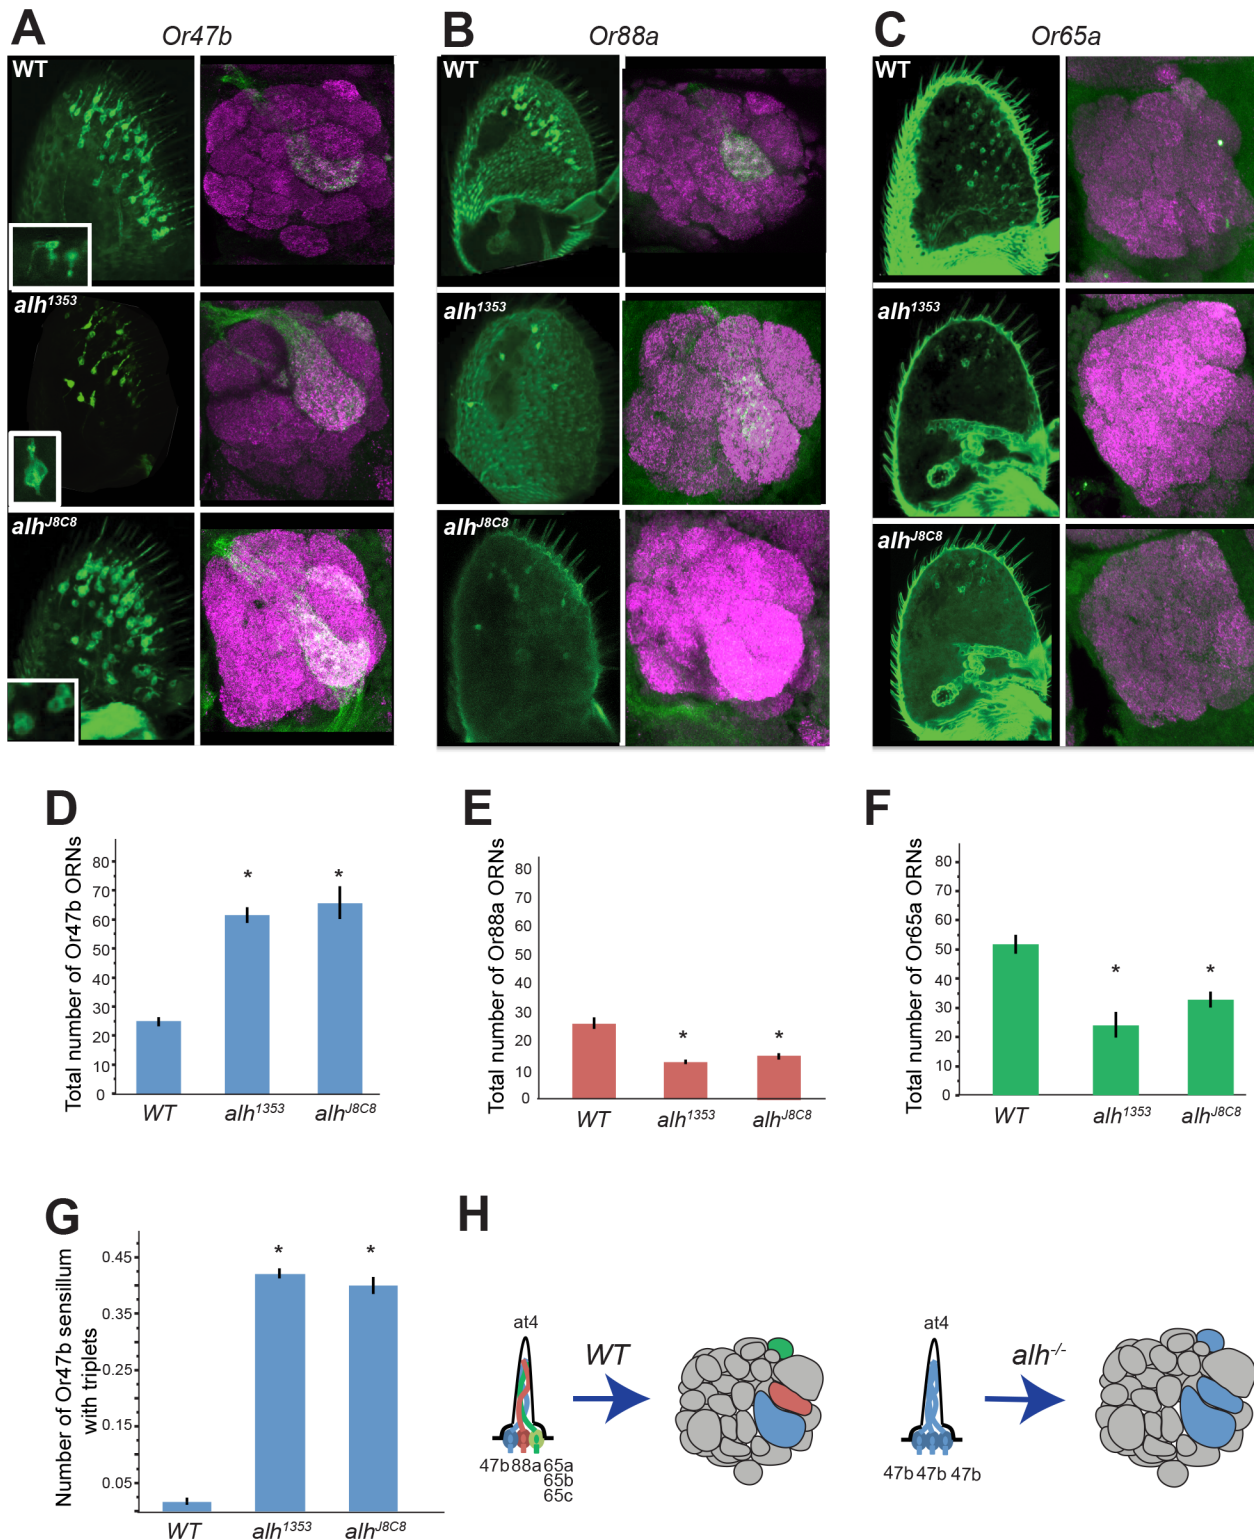 A Or47b
B Or88a
C Or65a
WT
WT
WT
alh1353
alh1353
alh1353
alhJ8C8
alhJ8C8
alhJ8C8
D
Total number of Or47b ORNs
80
70
60
50
40
30
20
10
0
WT alh1353 alhJ8C8
*
*
E
Total number of Or88a ORNs
80
70
60
50
40
30
20
10
0
WT alh1353 alhJ8C8
*
*
F
Total number of Or65a ORNs
80
70
60
50
40
30
20
10
0
WT alh1353 alhJ8C8
*
*
G
Number of Or47b sensillum
with triplets
0.45
0.35
0.25
0.15
0.05
WT alh1353 alhJ8C8
*
*
H
at4
WT
47b 88a 65a
65b
65c
at4
alh-/-
47b 47b 47b